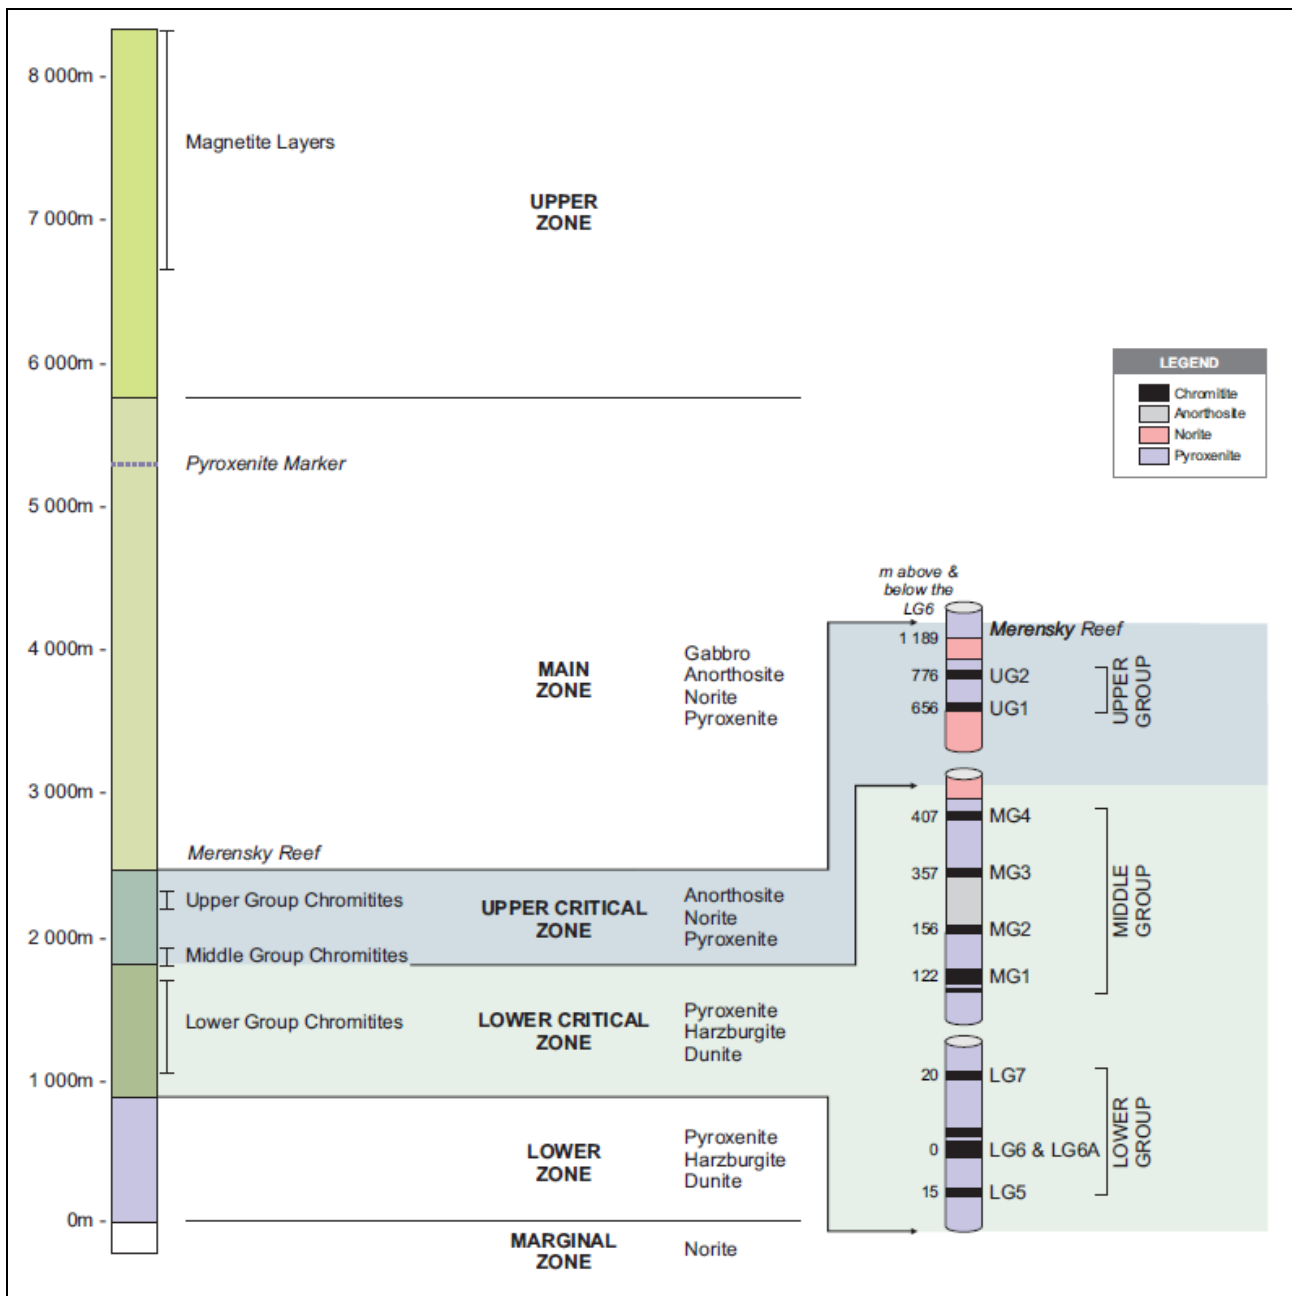 8 000m -
Magnetite Layers
UPPER
ZONE
7 000m -
6 000m -
LEGEND
Chromitite
Anorthosite
Norite
Pyroxenite
Pyroxenite Marker
5 000m -
m above &
below the
LG6
4 000m -
MAIN
ZONE
Gabbro
Anorthosite
Norite
Pyroxenite
1 189
Merensky Reef
776
UG2
656
UG1
UPPER
GROUP
3 000m -
407
MG4
357
MG3
156
MG2
122
MG1
MIDDLE
GROUP
Merensky Reef
Upper Group Chromitites
UPPER CRITICAL
ZONE
Anorthosite
Norite
Pyroxenite
2 000m -
Middle Group Chromitites
Lower Group Chromitites
LOWER CRITICAL
ZONE
Pyroxenite
Harzburgite
Dunite
1 000m -
20
LG7
0
LG6 & LG6A
15
LG5
LOWER
GROUP
LOWER
ZONE
Pyroxenite
Harzburgite
Dunite
0m -
MARGINAL
ZONE
Norite